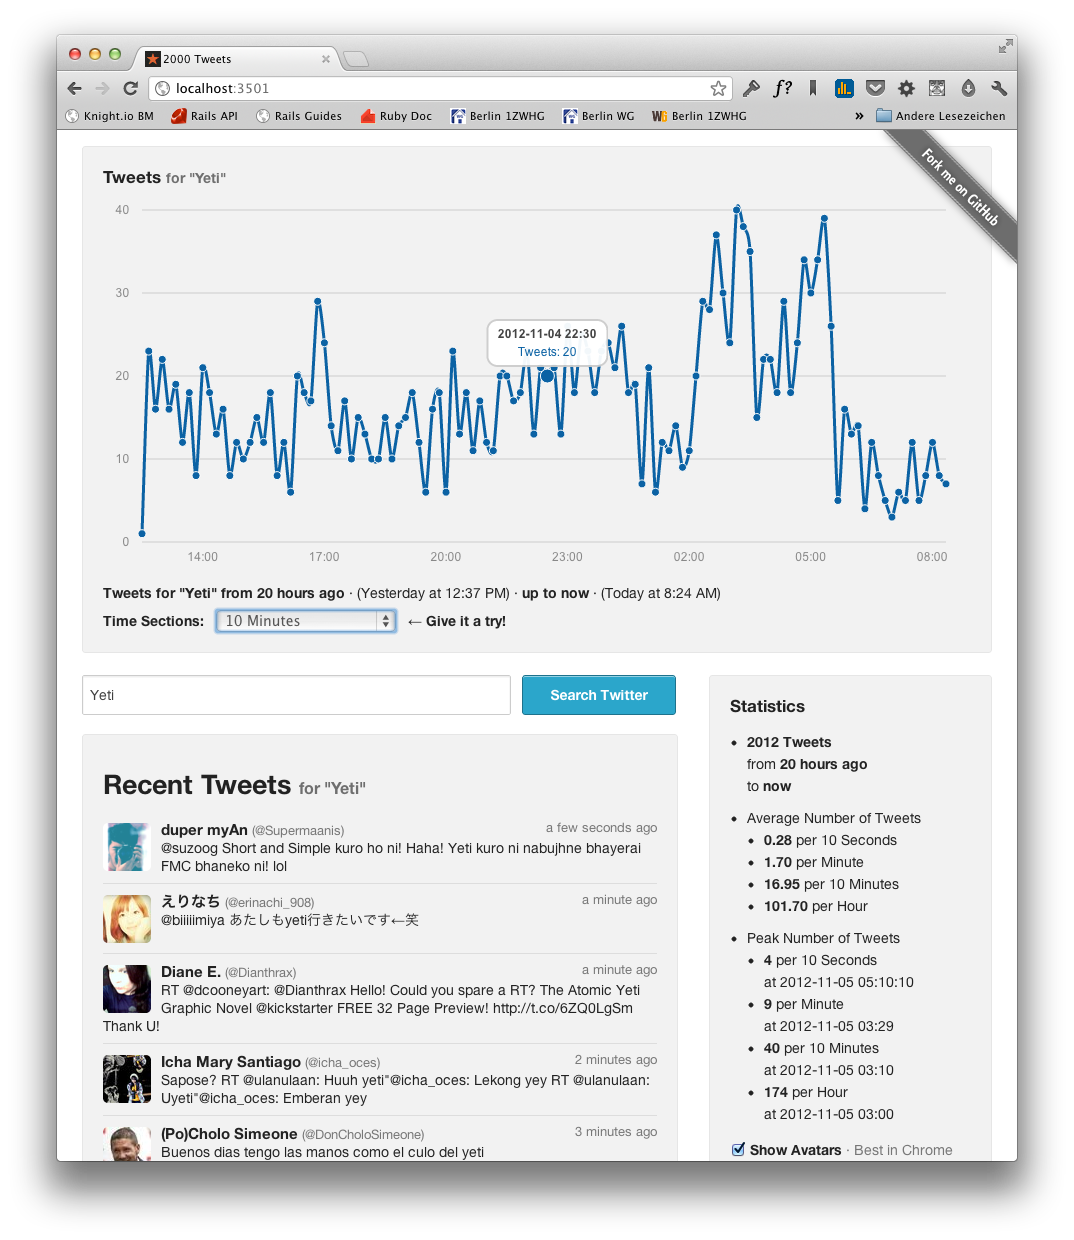 2000 Tweets
localhost:3501
f?
Knight.io BM
Rails API
Rails Guides
Ruby Doc
Berlin 1ZWHG
Berlin WG
WG
Berlin 1ZWHG
»
Andere Lesezeichen
Fork me on GitHub
Tweets for "Yeti"
40
30
20
10
0
2012-11-04 22:30
Tweets: 20
14:00 17:00 20:00 23:00 02:00 05:00 08:00
Tweets for "Yeti" from 20 hours ago · (Yesterday at 12:37 PM) · up to now · (Today at 8:24 AM)
Time Sections: 10 Minutes ← Give it a try!
Yeti
Search Twitter
Recent Tweets for "Yeti"
duper myAn (@Supermaanis) a few seconds ago
@suzoog Short and Simple kuro ho ni! Haha! Yeti kuro ni nabujhne bhayerai
FMC bhaneko ni! lol
えりなち (@erinachi_908) a minute ago
@biiiiimiya あたしもyeti行きたいです←笑
Diane E. (@Dianthrax) a minute ago
RT @dcooneyart: @Dianthrax Hello! Could you spare a RT? The Atomic Yeti
Graphic Novel @kickstarter FREE 32 Page Preview! http://t.co/6ZQ0LgSm
Thank U!
Icha Mary Santiago (@icha_oces) 2 minutes ago
Sapose? RT @ulanulaan: Huuh yeti"@icha_oces: Lekong yey RT @ulanulaan:
Uyeti"@icha_oces: Emberan yey
(Po)Cholo Simeone (@DonCholoSimeone) 3 minutes ago
Buenos dias tengo las manos como el culo del yeti
Statistics
2012 Tweets
from 20 hours ago
to now
Average Number of Tweets
0.28 per 10 Seconds
1.70 per Minute
16.95 per 10 Minutes
101.70 per Hour
Peak Number of Tweets
4 per 10 Seconds
at 2012-11-05 05:10:10
9 per Minute
at 2012-11-05 03:29
40 per 10 Minutes
at 2012-11-05 03:10
174 per Hour
at 2012-11-05 03:00
Show Avatars · Best in Chrome